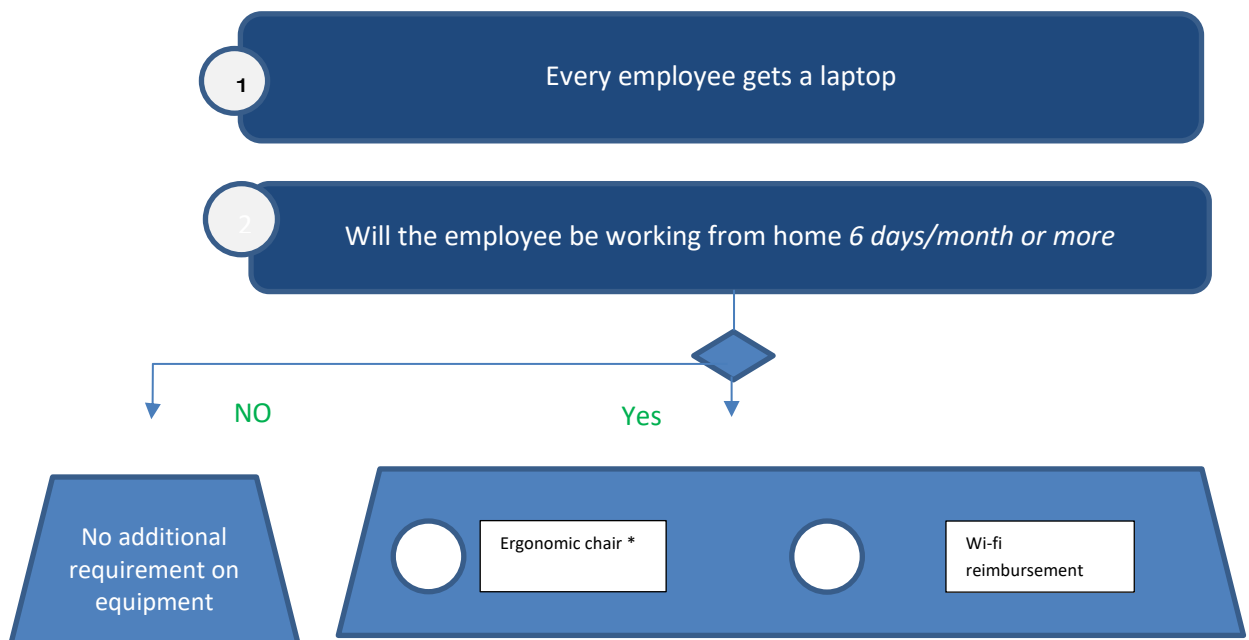 1
Every employee gets a laptop
2
Will the employee be working from home 6 days/month or more
NO
Yes
No additional
requirement on
equipment
Ergonomic chair *
Wi-fi
reimbursement